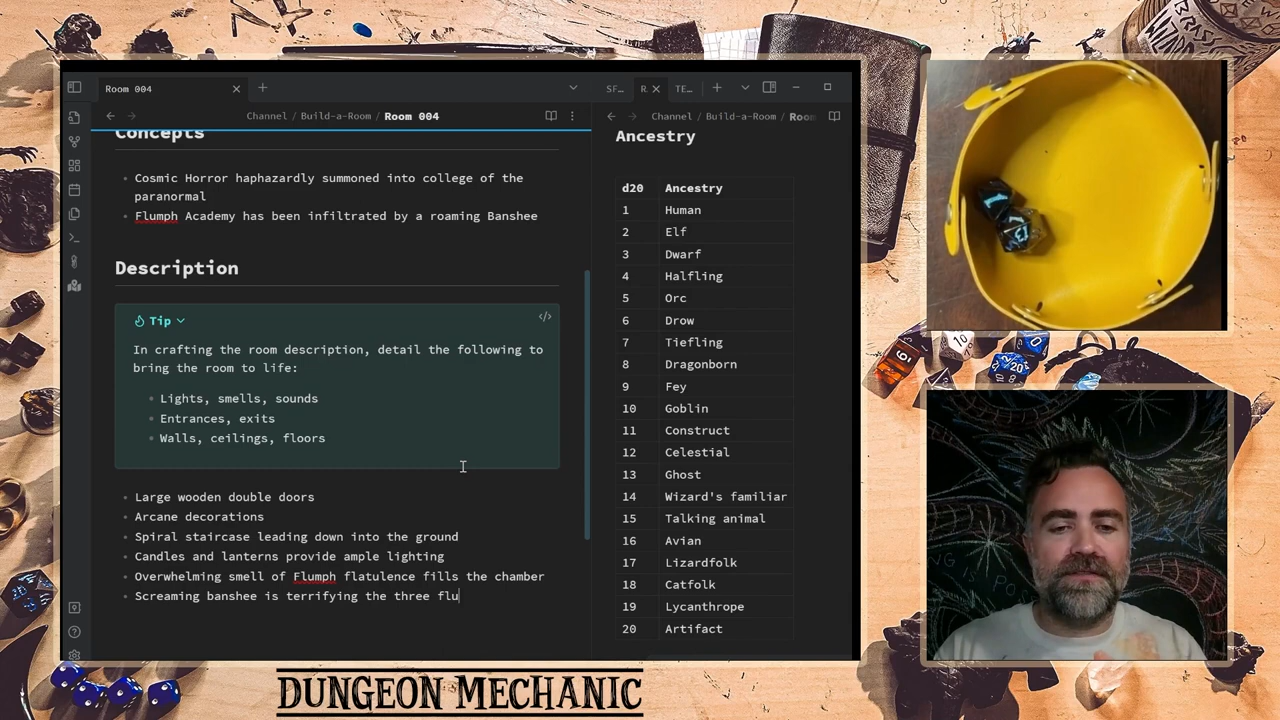 Room 004
SF...
R.
TE...
Channel / Build-a-Room / Room 004
Channel / Build-a-Room / Room
Concepts
Cosmic Horror haphazardly summoned into college of the
paranormal
Flumph Academy has been infiltrated by a roaming Banshee
Description
Tip
In crafting the room description, detail the following to
bring the room to life:
Lights, smells, sounds
Entrances, exits
Walls, ceilings, floors
Large wooden double doors
Arcane decorations
Spiral staircase leading down into the ground
Candles and lanterns provide ample lighting
Overwhelming smell of Flumph flatulence fills the chamber
Screaming banshee is terrifying the three flu
Ancestry
d20 Ancestry
1 Human
2 Elf
3 Dwarf
4 Halfling
5 Orc
6 Drow
7 Tiefling
8 Dragonborn
9 Fey
10 Goblin
11 Construct
12 Celestial
13 Ghost
14 Wizard's familiar
15 Talking animal
16 Avian
17 Lizardfolk
18 Catfolk
19 Lycanthrope
20 Artifact
DUNGEON MECHANIC